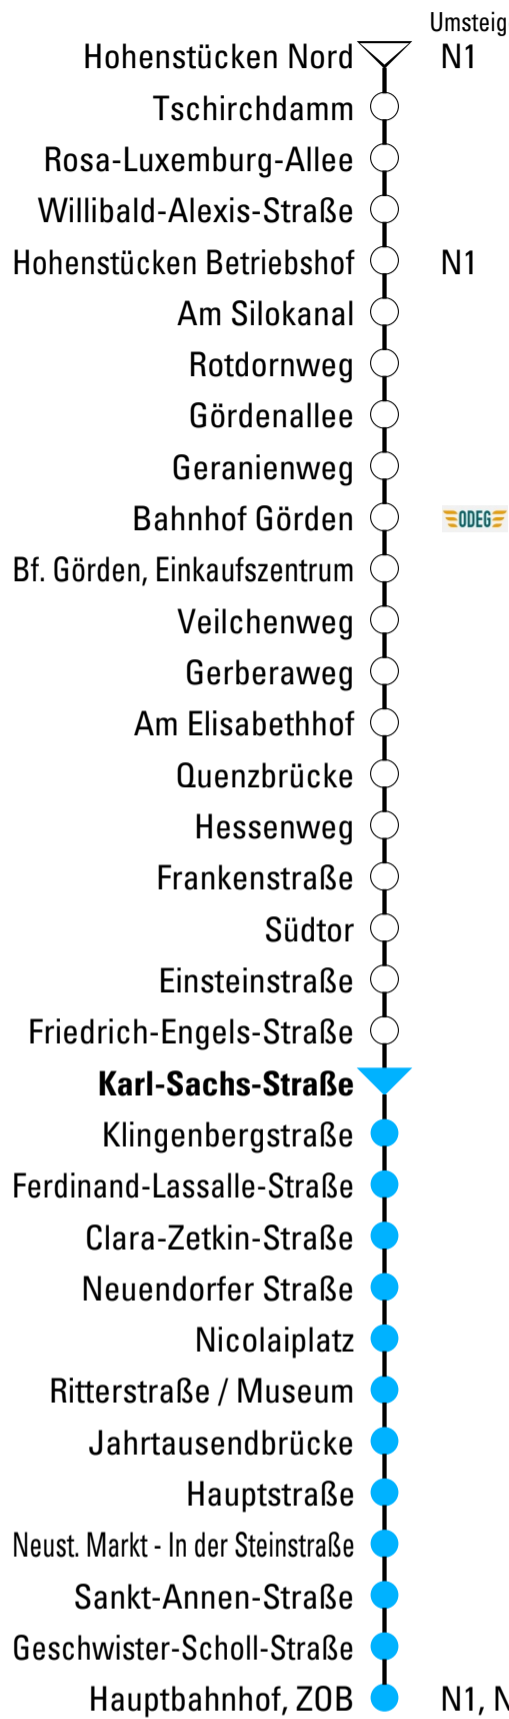 Umsteig
Hohenstücken Nord N1
Tschirchdamm
Rosa-Luxemburg-Allee
Willibald-Alexis-Straße
Hohenstücken Betriebshof N1
Am Silokanal
Rotdornweg
Gördenallee
Geranienweg
Bahnhof Görden ODEG
Bf. Görden, Einkaufszentrum
Veilchenweg
Gerberaweg
Am Elisabethhof
Quenzbrücke
Hessenweg
Frankenstraße
Südtor
Einsteinstraße
Friedrich-Engels-Straße
Karl-Sachs-Straße
Klingenbergstraße
Ferdinand-Lassalle-Straße
Clara-Zetkin-Straße
Neuendorfer Straße
Nicolaiplatz
Ritterstraße / Museum
Jahrtausendbrücke
Hauptstraße
Neust. Markt - In der Steinstraße
Sankt-Annen-Straße
Geschwister-Scholl-Straße
Hauptbahnhof, ZOB N1, N